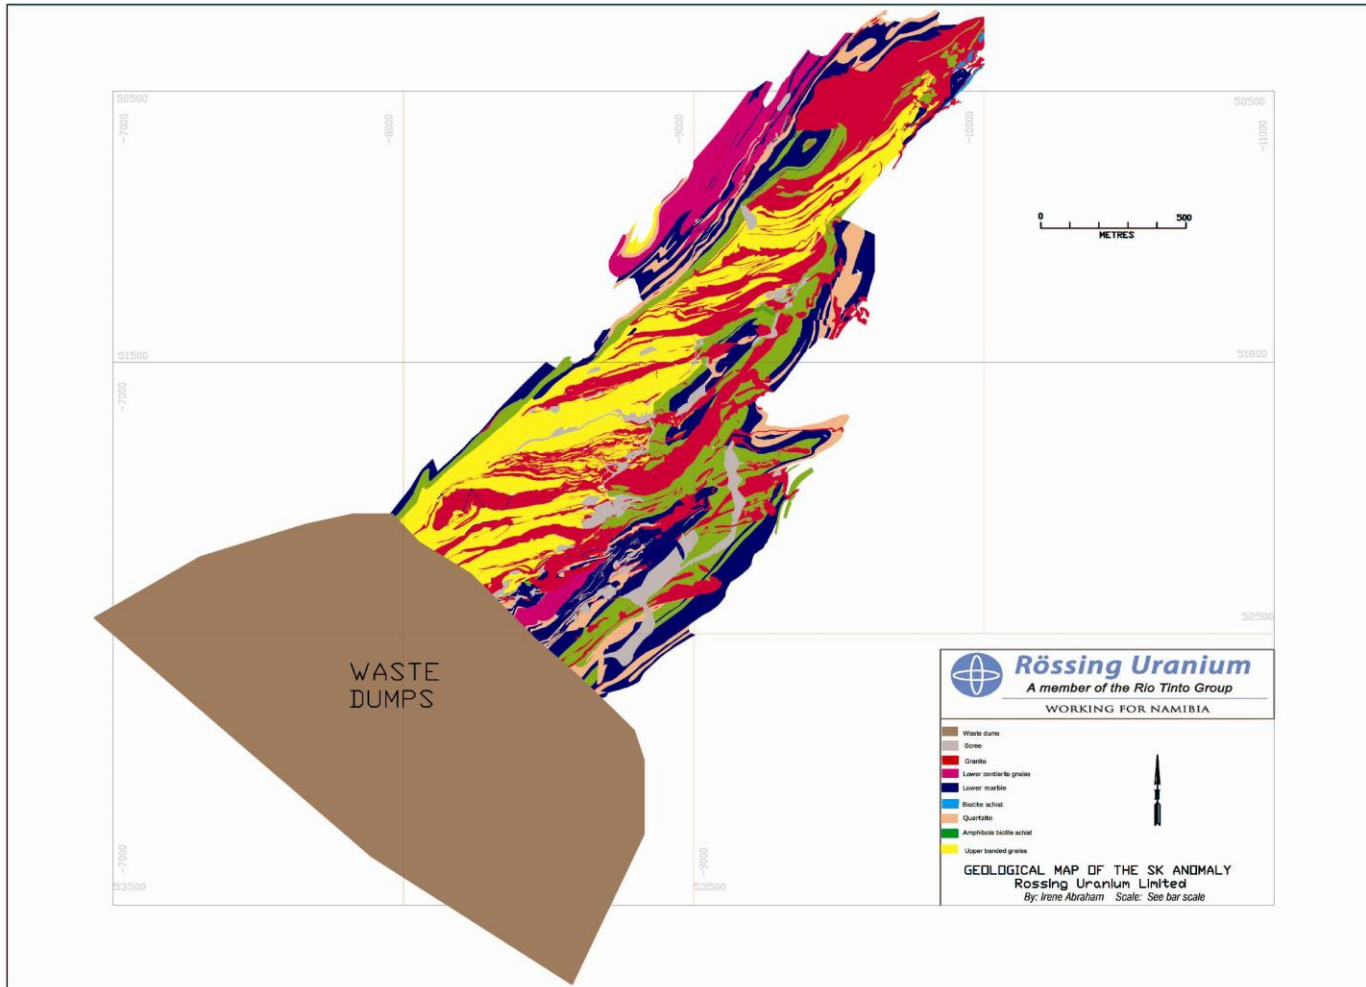 50500
50500
-7000
-8000
-9000
-10000
-11000
0
500
METRES
51500
51800
-7000
52500
WASTE
DUMPS
-7000
-9000
53500
53500
Rössing Uranium
A member of the Rio Tinto Group
WORKING FOR NAMIBIA
Waste dums
Scree
Granite
Lower cordierite gneiss
Lower marble
Biotite schist
Quartzite
Amphibole biotite schist
Upper banded gneiss
N
GEOLOGICAL MAP OF THE SK ANOMALY
Rossing Uranium Limited
By: Irene Abraham Scale: See bar scale